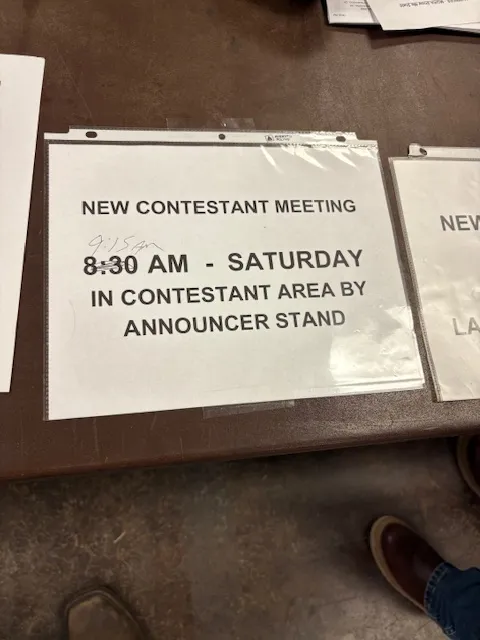 NEW CONTESTANT MEETING
9:15 am
8:30 AM - SATURDAY
IN CONTESTANT AREA BY
ANNOUNCER STAND
NEW
LA